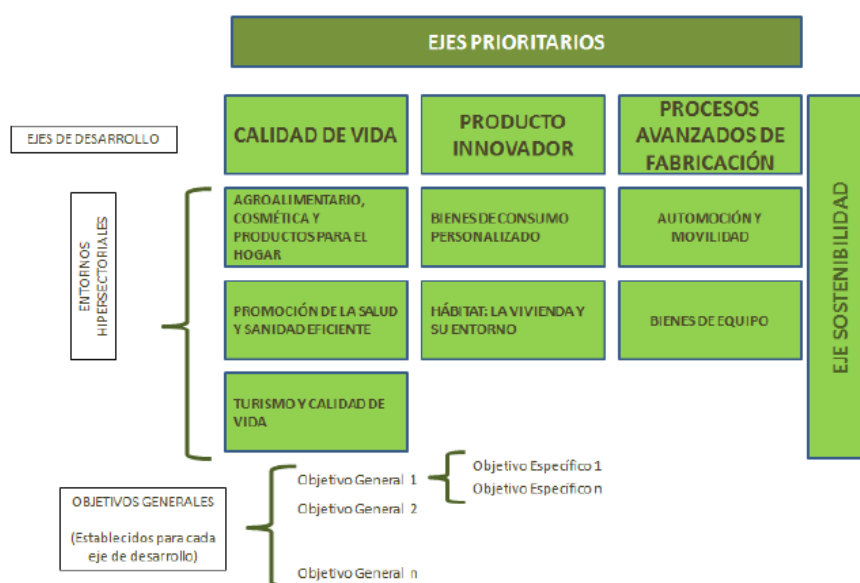 EJES PRIORITARIOS
EJES DE DESARROLLO
CALIDAD DE VIDA
PRODUCTO
INNOVADOR
PROCESOS
AVANZADOS DE
FABRICACIÓN
EJE SOSTENIBILIDAD
ENTORNOS
HIPERSECTORIALES
AGROALIMENTARIO,
COSMÉTICA Y
PRODUCTOS PARA EL
HOGAR
BIENES DE CONSUMO
PERSONALIZADO
AUTOMOCIÓN Y
MOVILIDAD
PROMOCIÓN DE LA SALUD
Y SANIDAD EFICIENTE
HÁBITAT: LA VIVIENDA Y
SU ENTORNO
BIENES DE EQUIPO
TURISMO Y CALIDAD DE
VIDA
OBJETIVOS GENERALES
(Establecidos para cada
eje de desarrollo)
Objetivo General 1
Objetivo General 2
Objetivo General n
Objetivo Específico 1
Objetivo Específico n